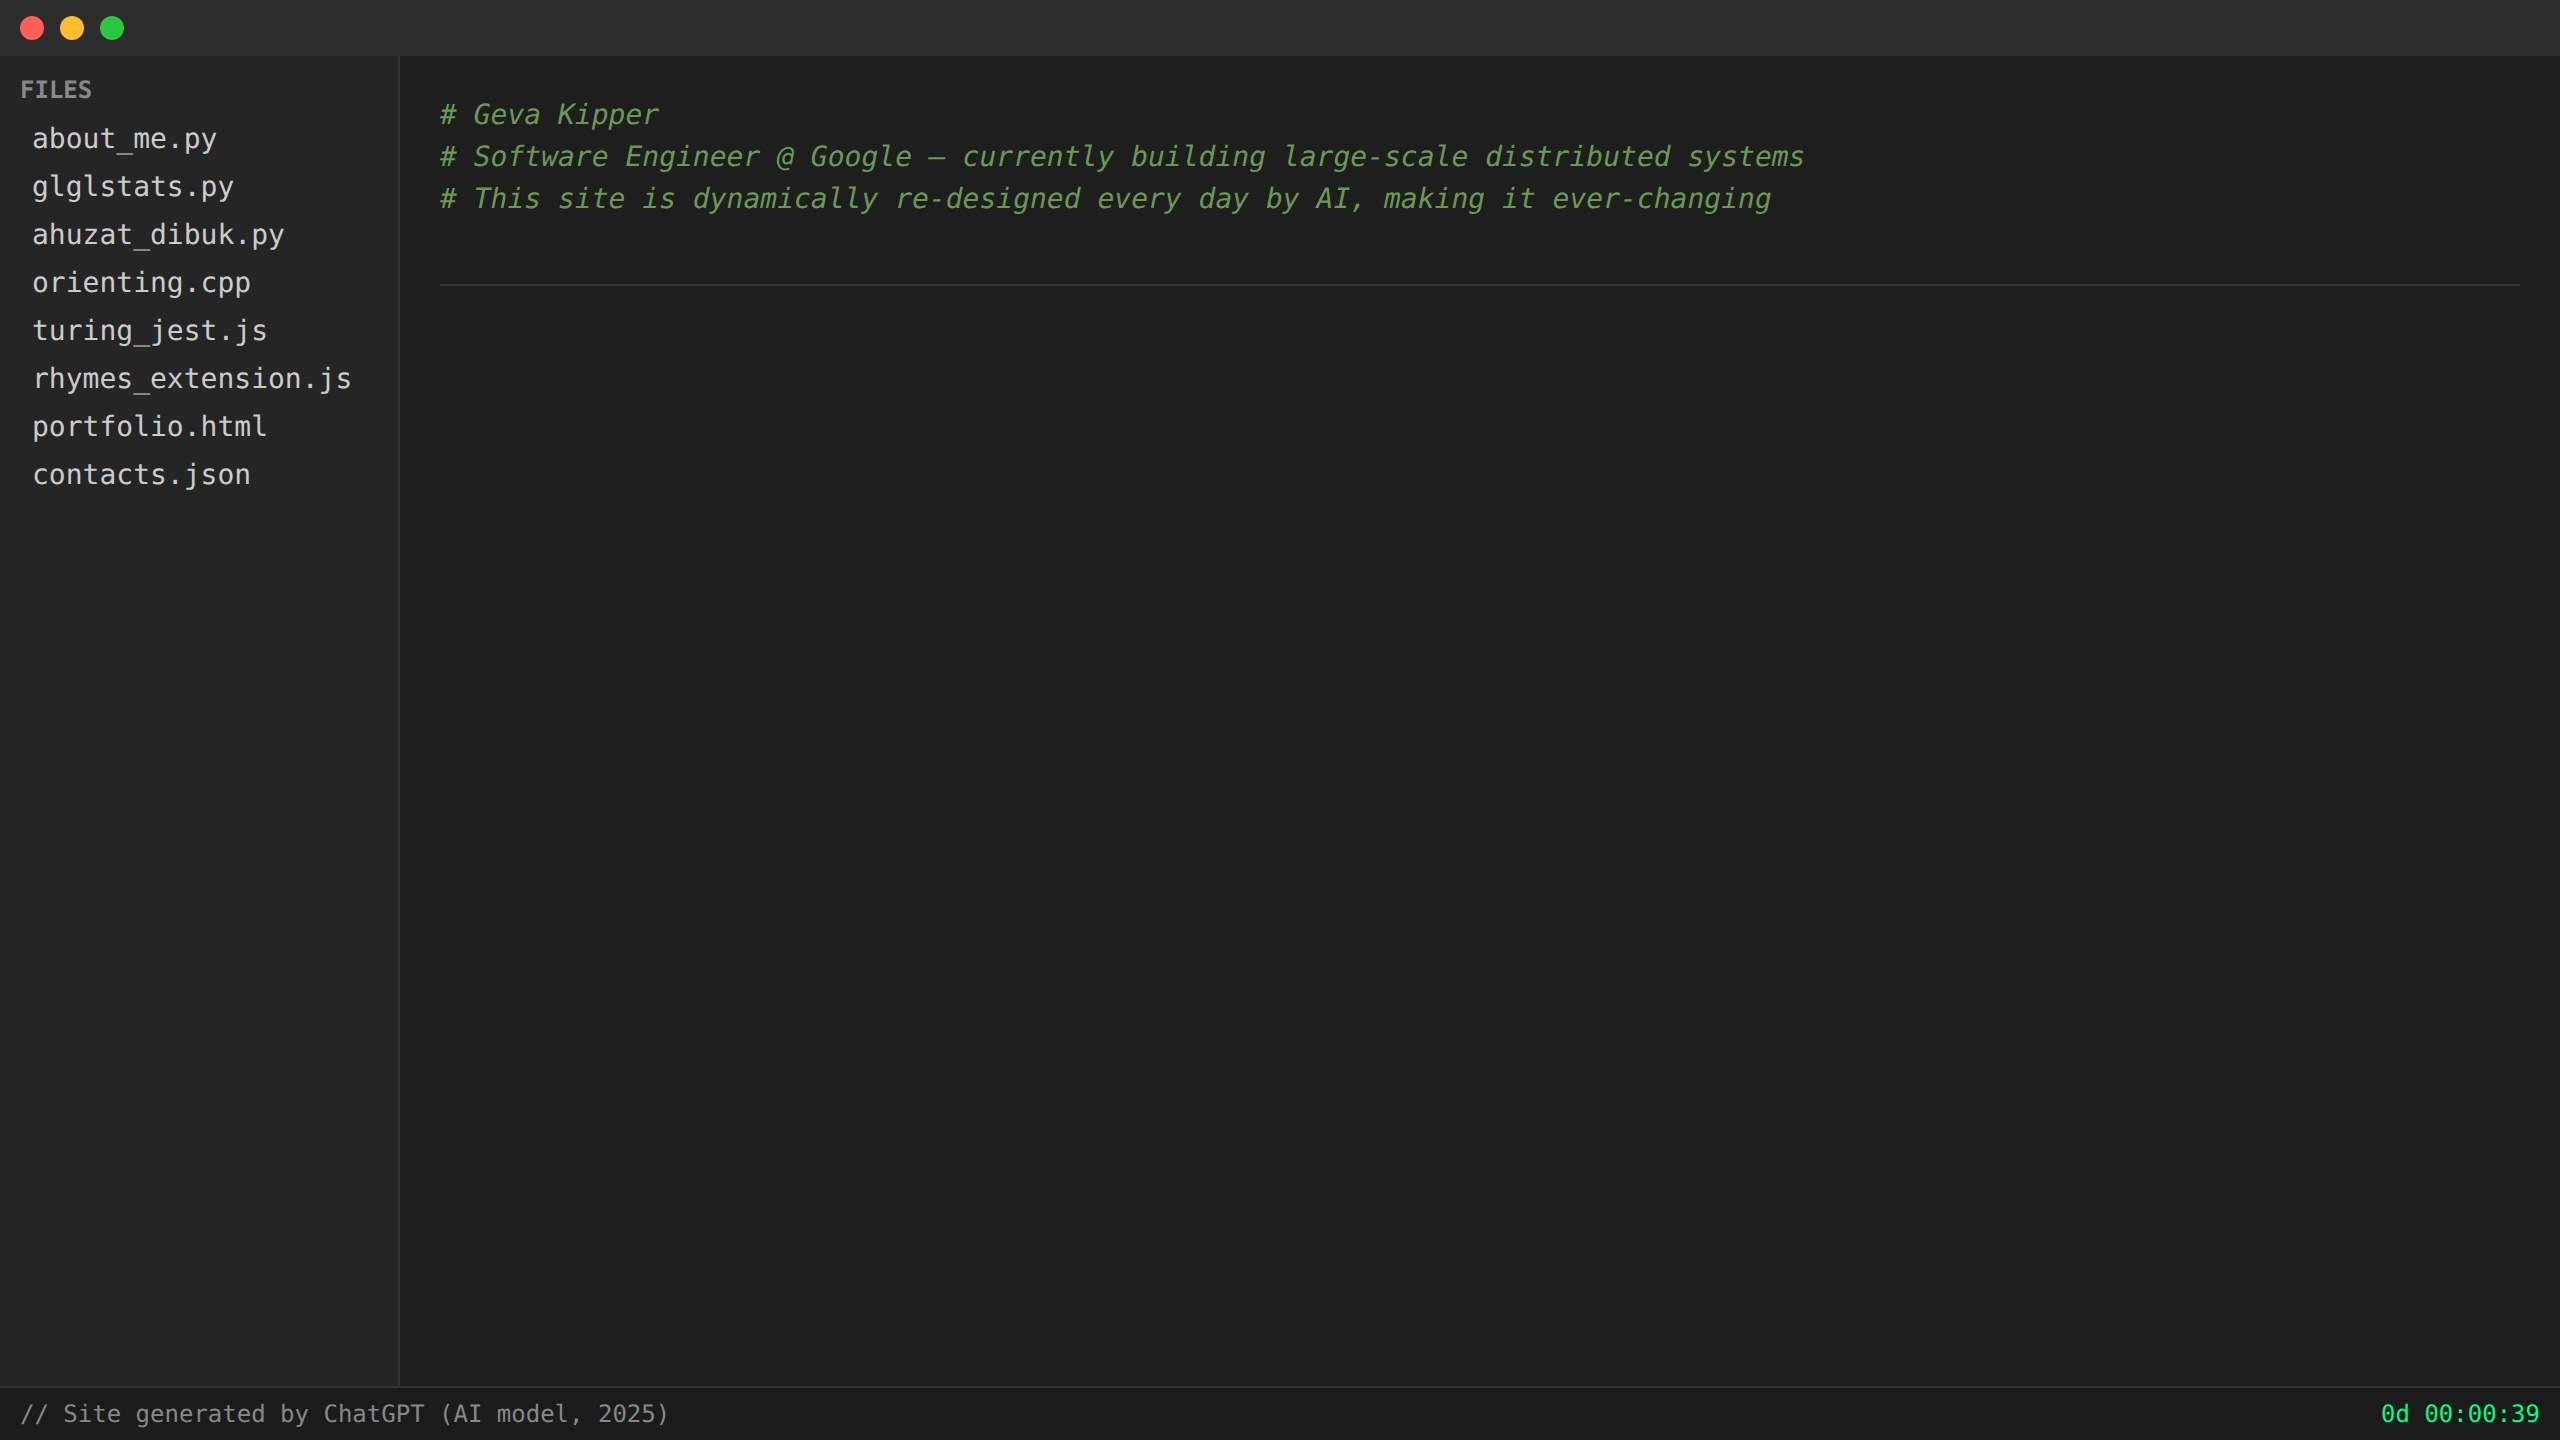 FILES
about_me.py
glglstats.py
ahuzat_dibuk.py
orienting.cpp
turing_jest.js
rhymes_extension.js
portfolio.html
contacts.json
# Geva Kipper
# Software Engineer @ Google – currently building large-scale distributed systems
# This site is dynamically re-designed every day by AI, making it ever-changing
// Site generated by ChatGPT (AI model, 2025)
0d 00:00:39